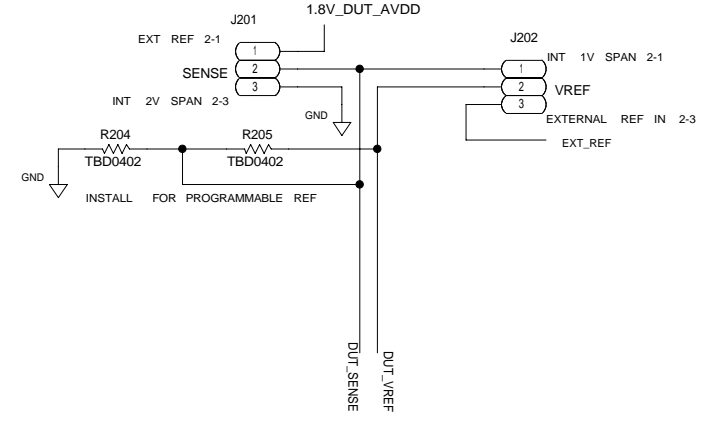 1.8V_DUT_AVDD
J201
EXT REF 2-1
1
SENSE
2
3
INT 2V SPAN 2-3
GND
J202
1
INT 1V SPAN 2-1
2
VREF
3
EXTERNAL REF IN 2-3
EXT_REF
R204
TBD0402
R205
TBD0402
GND
INSTALL FOR PROGRAMMABLE REF
DUT_SENSE
DUT_VREF